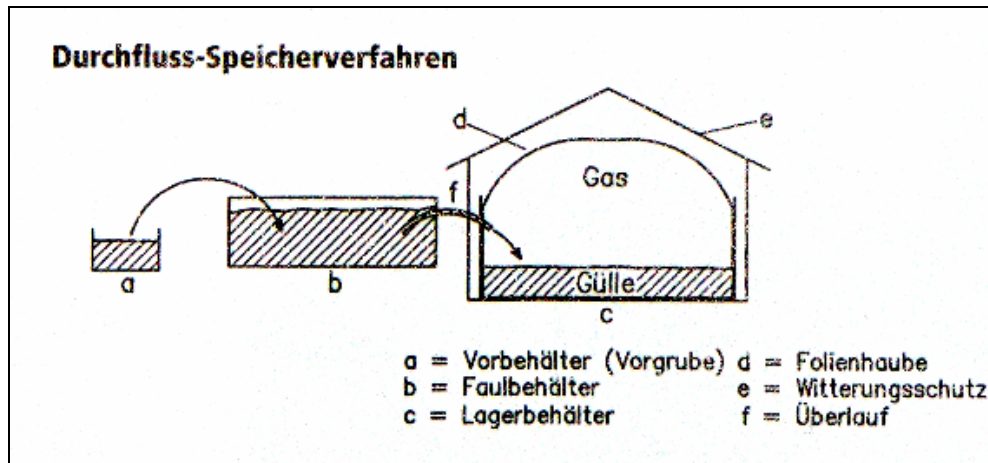 Durchfluss-Speicherverfahren
d
e
Gas
f
a
b
Gülle
c
a = Vorbehälter (Vorgrube) d = Folienhaube
b = Faulbehälter e = Witterungsschutz
c = Lagerbehälter f = Überlauf